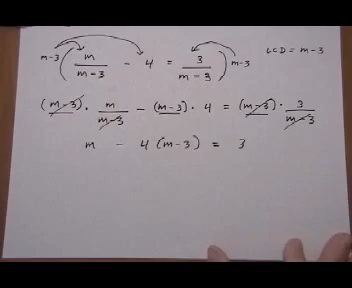 m-3 ( m/(m-3) - 4 = 3/(m-3) ) m-3 LCD = m-3
(m-3) · m/(m-3) - (m-3) · 4 = (m-3) · 3/(m-3)
m - 4(m-3) = 3